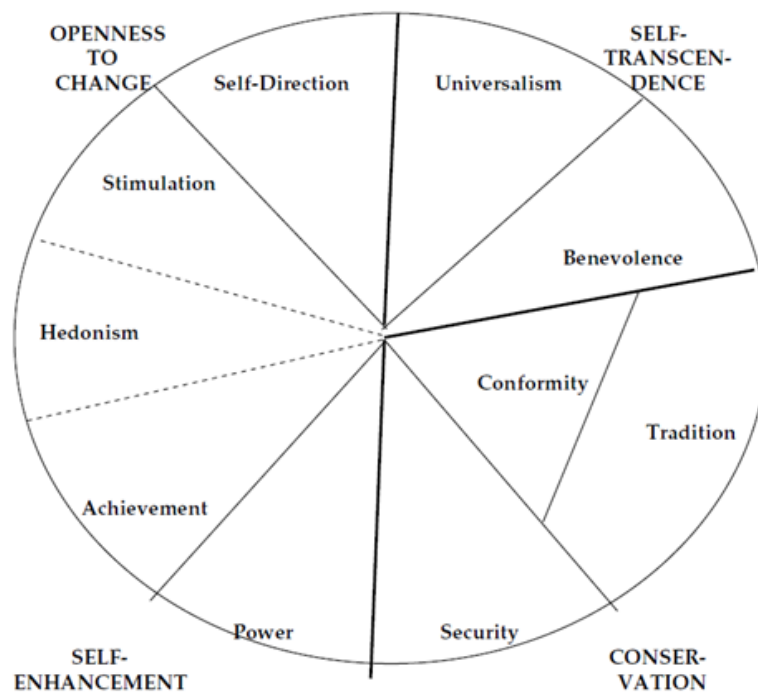 OPENNESS
TO
CHANGE
SELF-
TRANSCEN-
DENCE
Self-Direction
Universalism
Stimulation
Benevolence
Hedonism
Conformity
Tradition
Achievement
Power
Security
SELF-
ENHANCEMENT
CONSER-
VATION